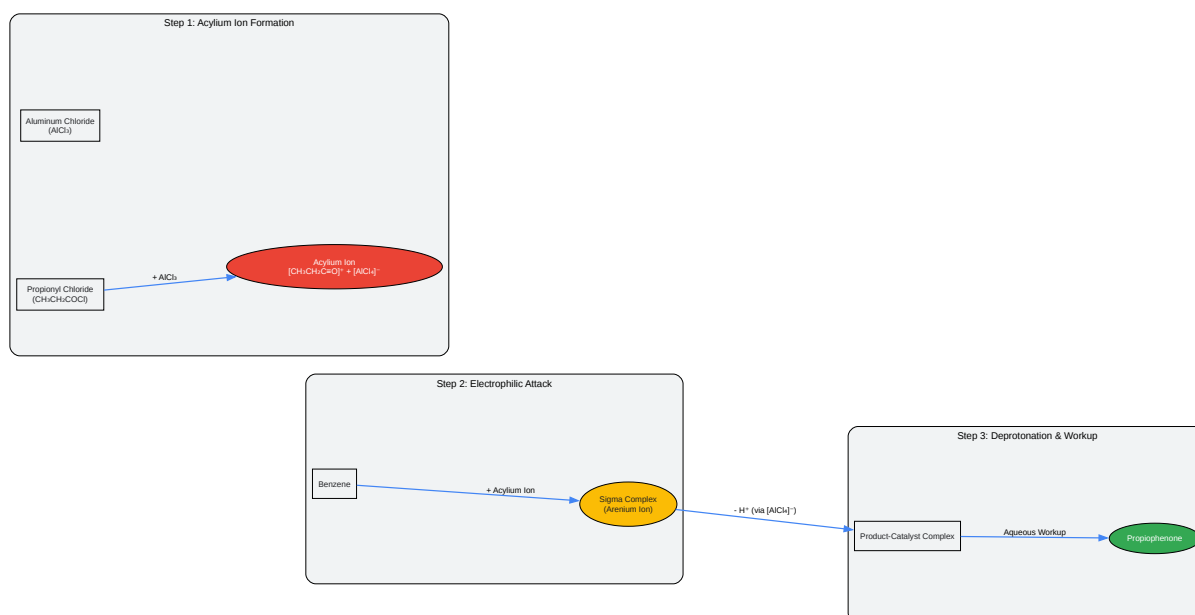 Step 1: Acylium Ion Formation
Aluminum Chloride
(AlCl₃)
Propionyl Chloride
(CH₃CH₂COCl)
+ AlCl₃
Acylium Ion
[CH₃CH₂C≡O]⁺ + [AlCl₄]⁻
Step 2: Electrophilic Attack
Benzene
+ Acylium Ion
Sigma Complex
(Arenium Ion)
- H⁺ (via [AlCl₄]⁻)
Step 3: Deprotonation & Workup
Product-Catalyst Complex
Aqueous Workup
Propiophenone